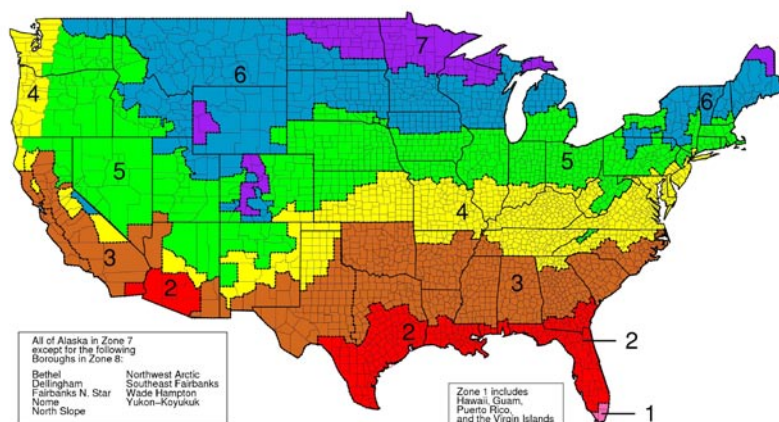 7
6
4
6
5
5
4
3
2
3
2
2
1
All of Alaska in Zone 7
except for the following
Boroughs in Zone 8:
Bethel Northwest Arctic
Dellingham Southeast Fairbanks
Fairbanks N. Star Wade Hampton
Nome Yukon-Koyukuk
North Slope
Zone 1 includes
Hawaii, Guam,
Puerto Rico,
and the Virgin Islands